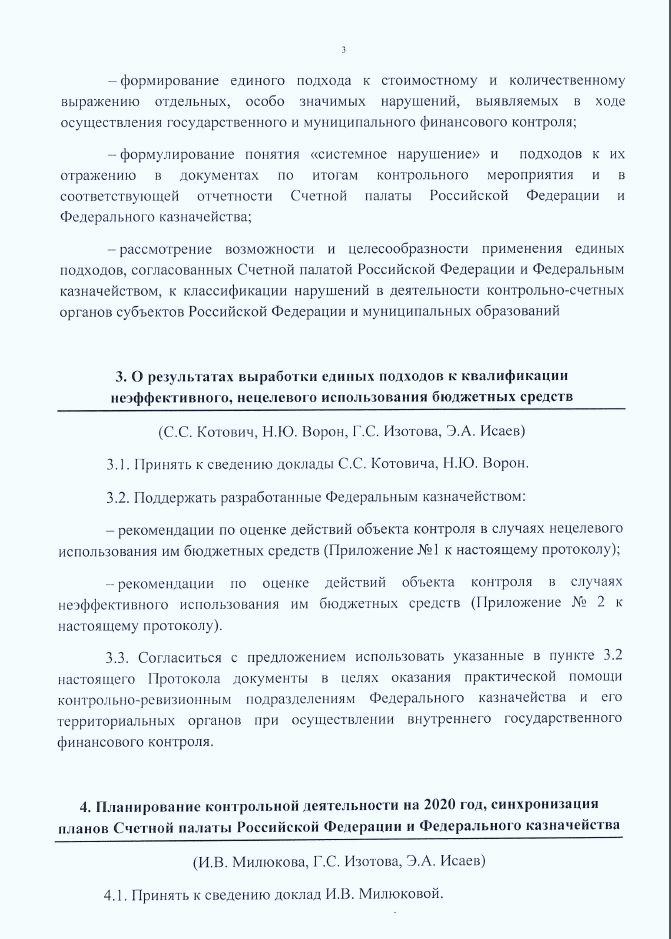 3
– формирование единого подхода к стоимостному и количественному
выражению отдельных, особо значимых нарушений, выявляемых в ходе
осуществления государственного и муниципального финансового контроля;
– формулирование понятия «системное нарушение» и подходов к их
отражению в документах по итогам контрольного мероприятия и в
соответствующей отчетности Счетной палаты Российской Федерации и
Федерального казначейства;
– рассмотрение возможности и целесообразности применения единых
подходов, согласованных Счетной палатой Российской Федерации и Федеральным
казначейством, к классификации нарушений в деятельности контрольно-счетных
органов субъектов Российской Федерации и муниципальных образований
3. О результатах выработки единых подходов к квалификации
неэффективного, нецелевого использования бюджетных средств
(С.С. Котович, Н.Ю. Ворон, Г.С. Изотова, Э.А. Исаев)
3.1. Принять к сведению доклады С.С. Котовича, Н.Ю. Ворон.
3.2. Поддержать разработанные Федеральным казначейством:
– рекомендации по оценке действий объекта контроля в случаях нецелевого
использования им бюджетных средств (Приложение №1 к настоящему протоколу);
– рекомендации по оценке действий объекта контроля в случаях
неэффективного использования им бюджетных средств (Приложение № 2 к
настоящему протоколу).
3.3. Согласиться с предложением использовать указанные в пункте 3.2
настоящего Протокола документы в целях оказания практической помощи
контрольно-ревизионным подразделениям Федерального казначейства и его
территориальных органов при осуществлении внутреннего государственного
финансового контроля.
4. Планирование контрольной деятельности на 2020 год, синхронизация
планов Счетной палаты Российской Федерации и Федерального казначейства
(И.В. Милюкова, Г.С. Изотова, Э.А. Исаев)
4.1. Принять к сведению доклад И.В. Милюковой.